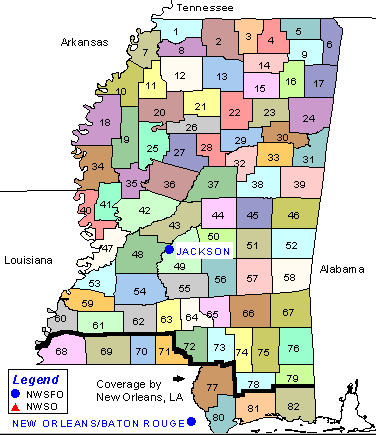 Tennessee
Arkansas
1 2 3 4 5
7 8 9 6
14
12 13 16 17
10 11 15
18 20 21 22 23 24
19 26
25 27 28 29 30
31
32 33
34 35 36 37 38 39
40 41 42 44 45 46
43
47 50
48 JACKSON 51 52
Louisiana 49 Alabama
53 54 55 56 57 58
59
60 61 62 63 64 65 66 67
68 69 70 71 72 73 74 75 76
77 78 79
Coverage by
New Orleans, LA
Legend
NWSFO
NWSO
NEW ORLEANS/BATON ROUGE
80 81 82